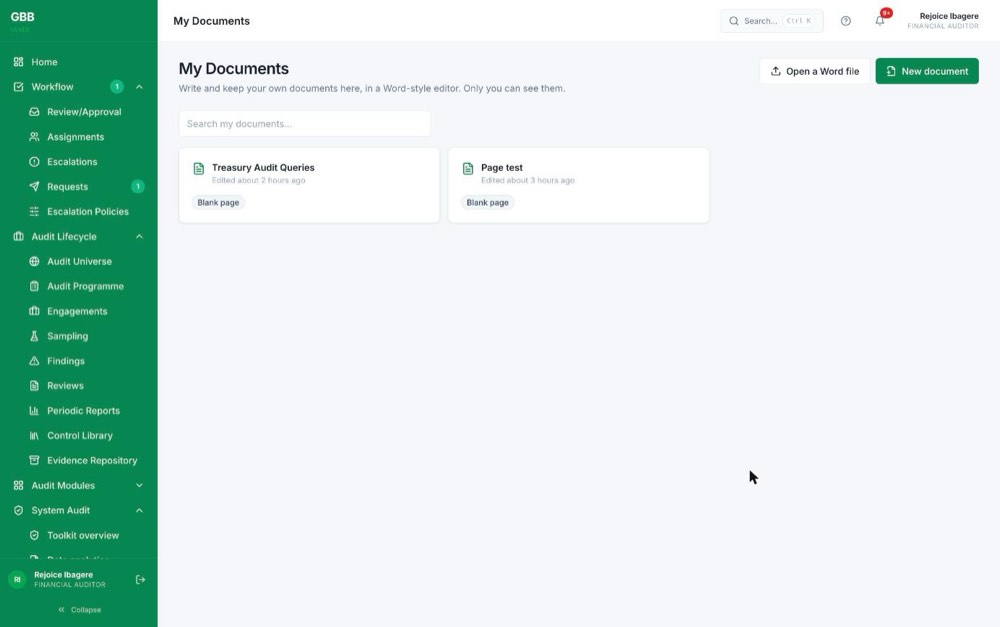 GBB
My Documents
Search... Ctrl K
9+
Rejoice Ibagere
FINANCIAL AUDITOR
Home
Workflow 1
Review/Approval
Assignments
Escalations
Requests 1
Escalation Policies
Audit Lifecycle
Audit Universe
Audit Programme
Engagements
Sampling
Findings
Reviews
Periodic Reports
Control Library
Evidence Repository
Audit Modules
System Audit
Toolkit overview
RI
Rejoice Ibagere
FINANCIAL AUDITOR
Collapse
My Documents
Write and keep your own documents here, in a Word-style editor. Only you can see them.
Open a Word file
New document
Search my documents...
Treasury Audit Queries
Edited about 2 hours ago
Blank page
Page test
Edited about 3 hours ago
Blank page